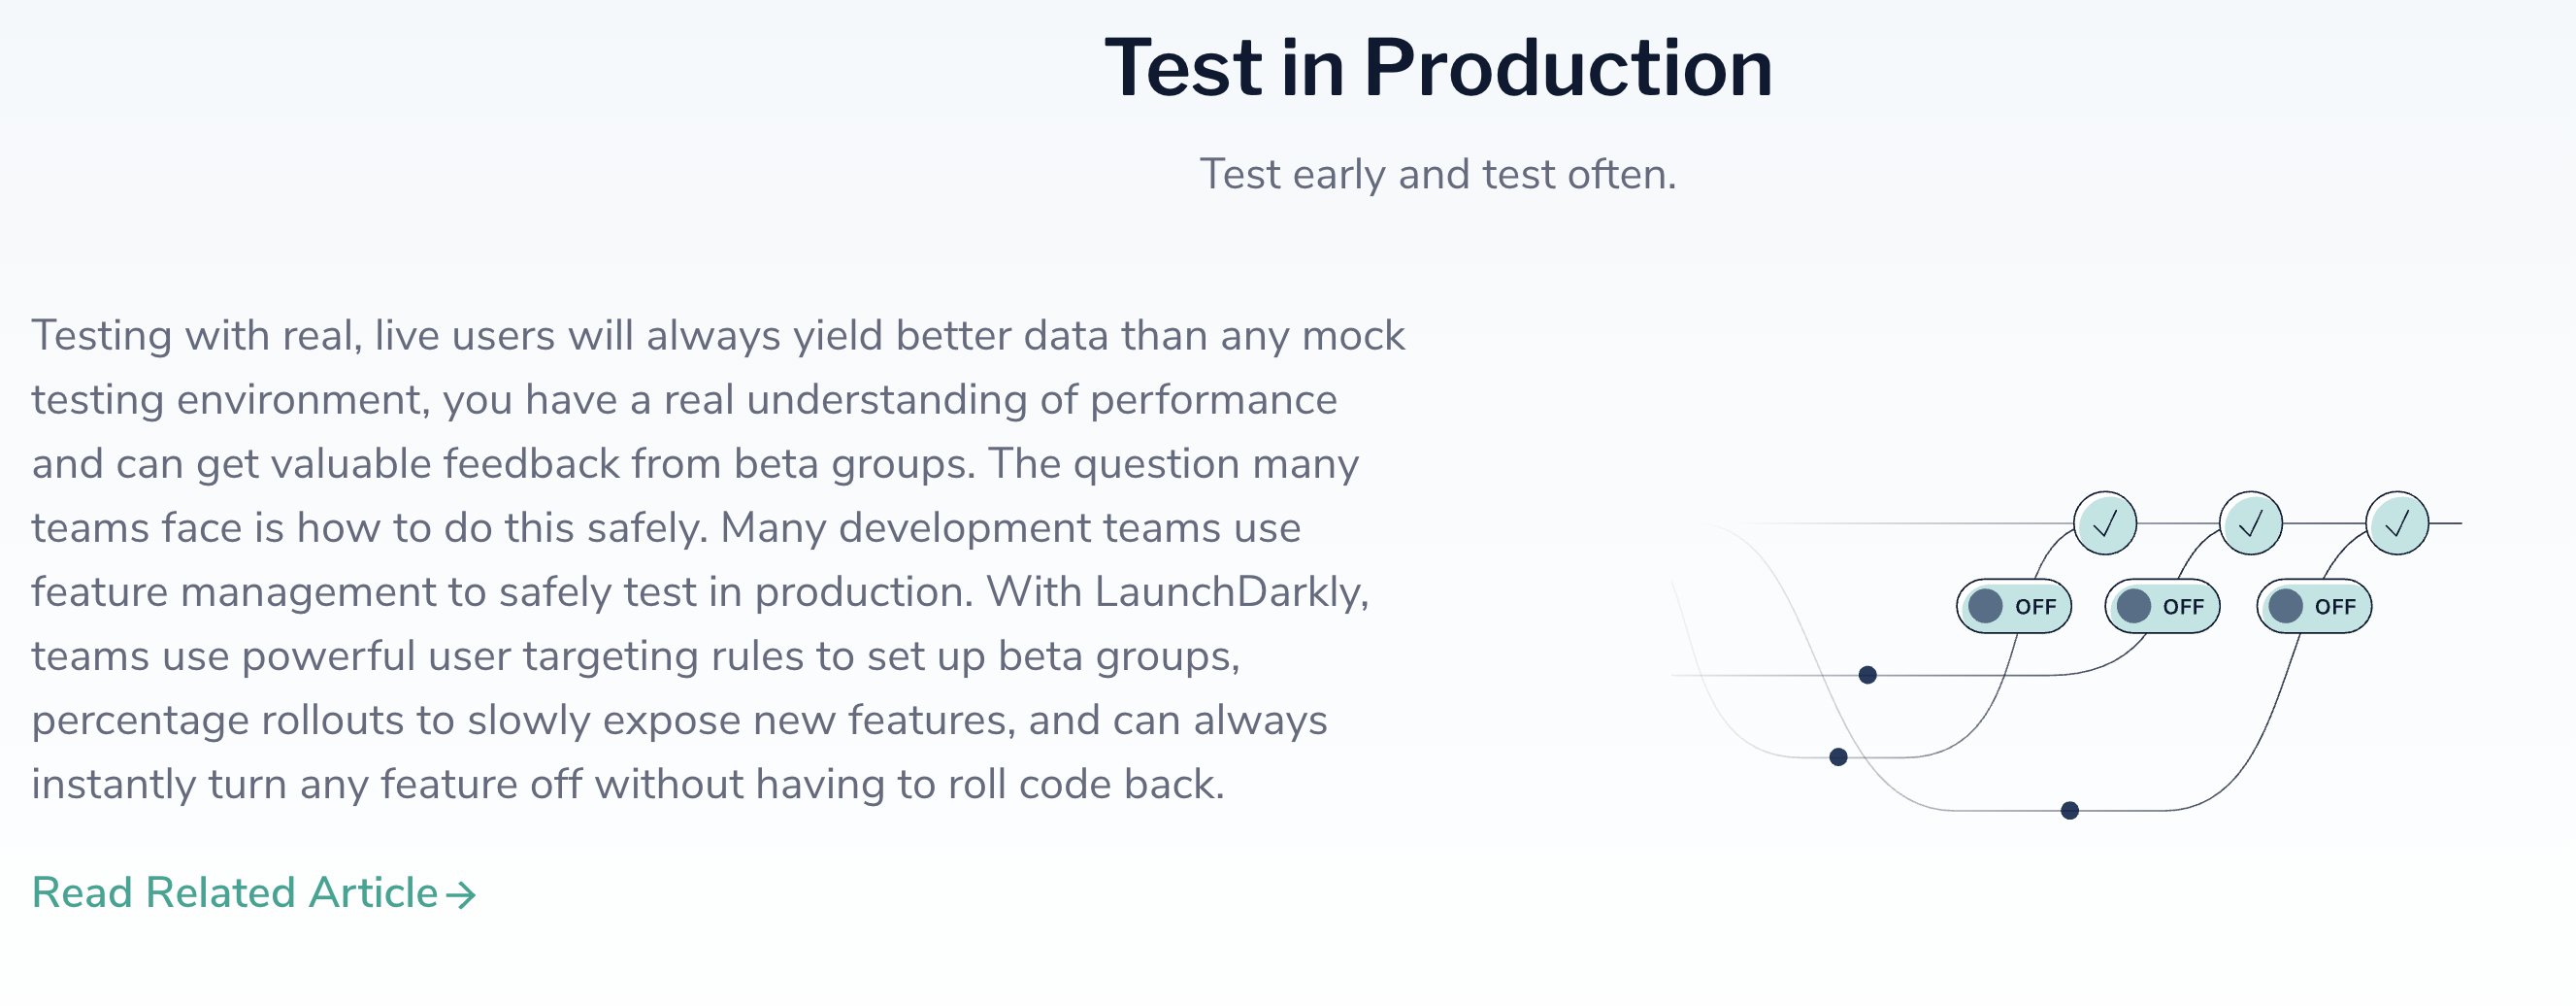 Test in Production
Test early and test often.
Testing with real, live users will always yield better data than any mock
testing environment, you have a real understanding of performance
and can get valuable feedback from beta groups. The question many
teams face is how to do this safely. Many development teams use
feature management to safely test in production. With LaunchDarkly,
teams use powerful user targeting rules to set up beta groups,
percentage rollouts to slowly expose new features, and can always
instantly turn any feature off without having to roll code back.
Read Related Article→
OFF
OFF
OFF